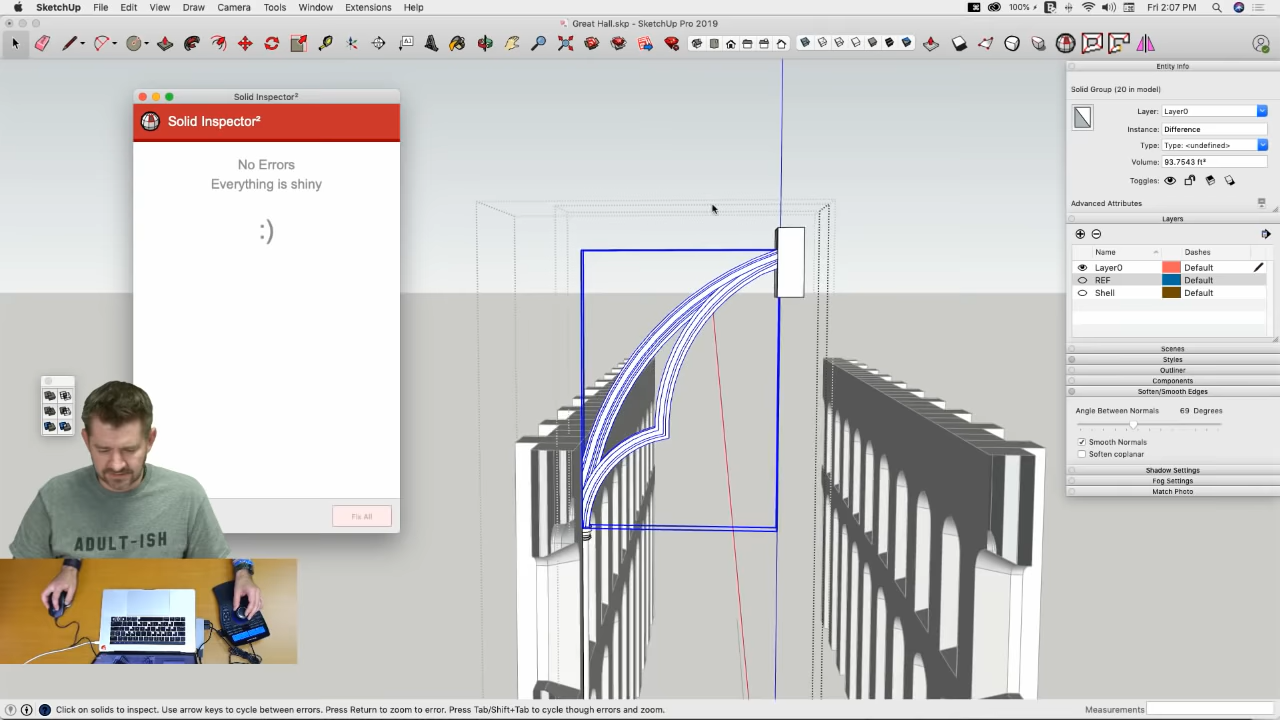 SketchUp File Edit View Draw Camera Tools Window Extensions Help
100% Fri 2:07 PM
Great Hall.skp - SketchUp Pro 2019
Solid Inspector²
Solid Inspector²
No Errors
Everything is shiny
:)
Fix All
ADULT-ISH
Entity Info
Solid Group (20 in model)
Layer: Layer0
Instance: Difference
Type: Type: <undefined>
Volume: 93.7543 ft³
Toggles:
Advanced Attributes
Layers
Name Dashes
Layer0 Default
REF Default
Shell Default
Scenes
Styles
Outliner
Components
Soften/Smooth Edges
Angle Between Normals 69 Degrees
Smooth Normals
Soften coplanar
Shadow Settings
Fog Settings
Match Photo
Click on solids to inspect. Use arrow keys to cycle between errors. Press Return to zoom to error. Press Tab/Shift+Tab to cycle though errors and zoom.
Measurements